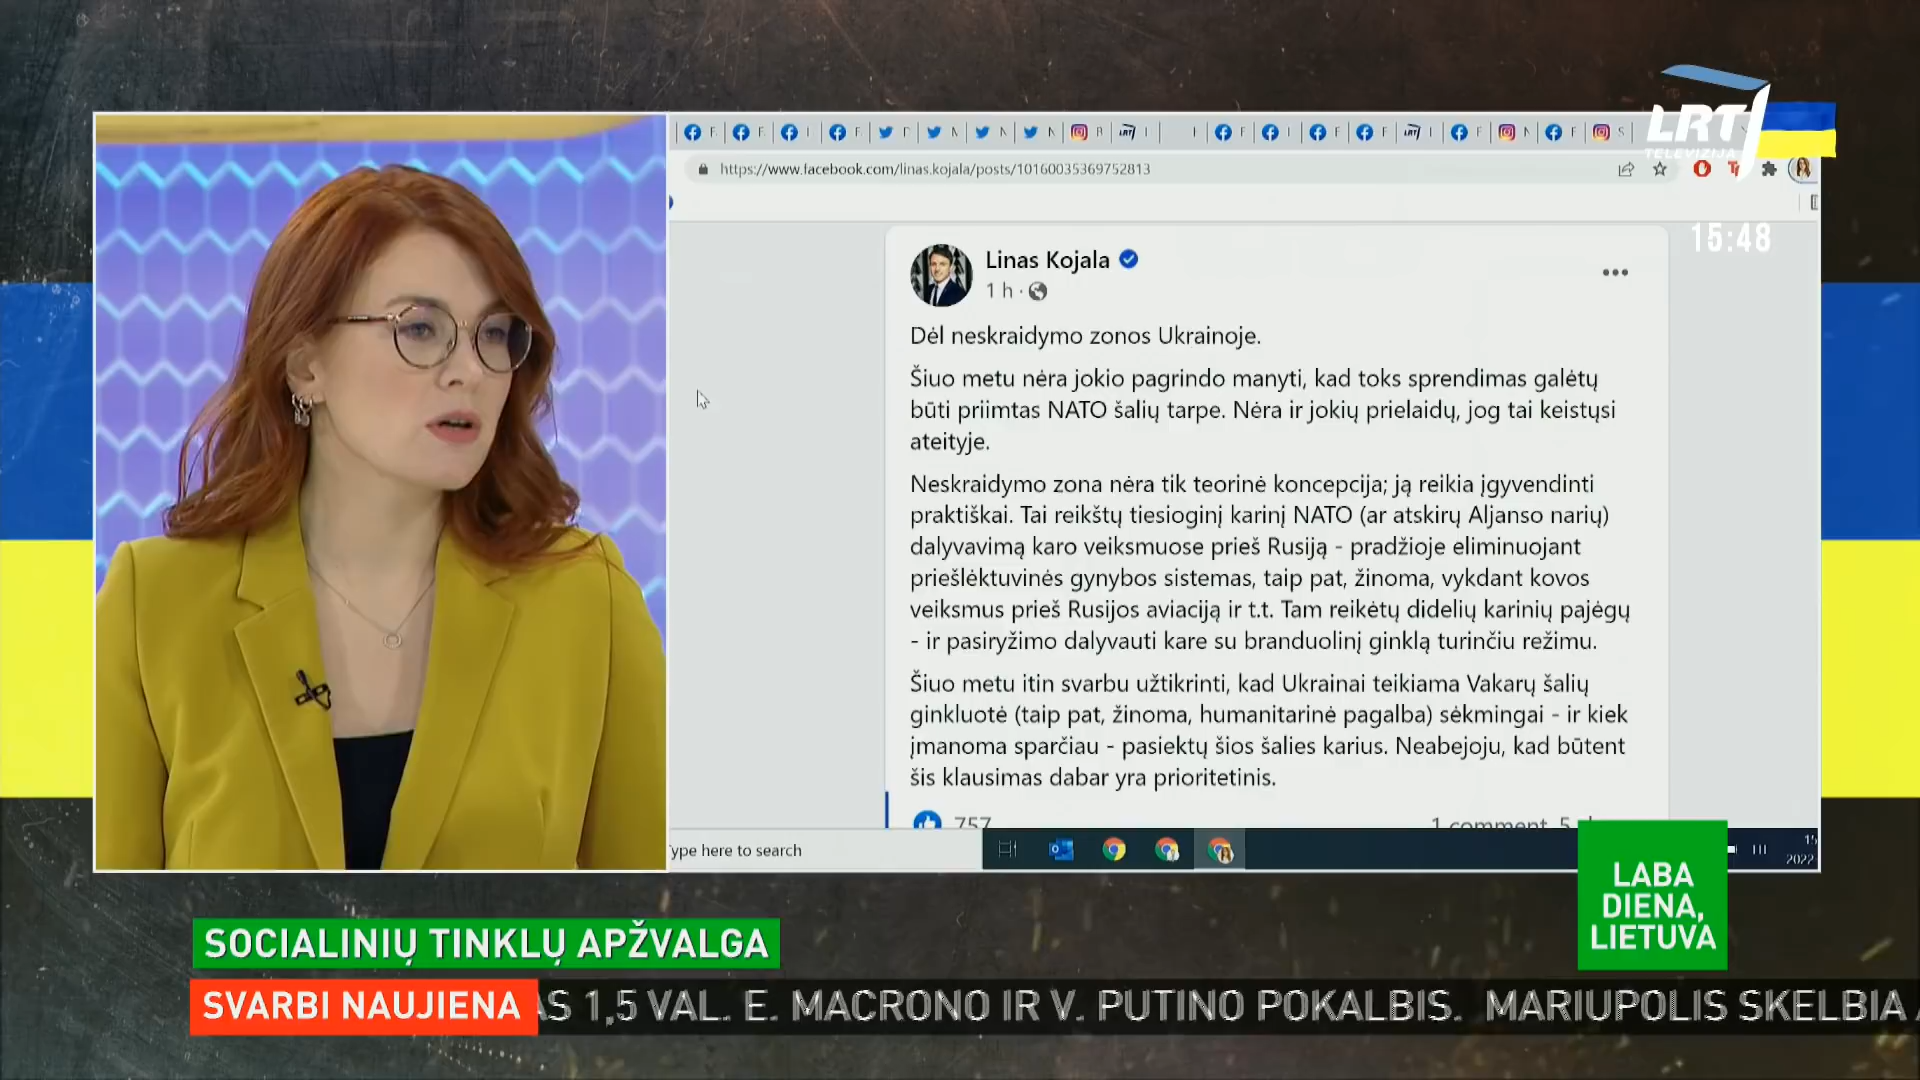 LRT
TELEVIZIJA
https://www.facebook.com/linas.kojala/posts/10160035369752813
15:48
Linas Kojala
1 h
Dėl neskraidymo zonos Ukrainoje.
Šiuo metu nėra jokio pagrindo manyti, kad toks sprendimas galėtų
būti priimtas NATO šalių tarpe. Nėra ir jokių prielaidų, jog tai keistųsi
ateityje.
Neskraidymo zona nėra tik teorinė koncepcija; ją reikia įgyvendinti
praktiškai. Tai reikštų tiesioginį karinį NATO (ar atskirų Aljanso narių)
dalyvavimą karo veiksmuose prieš Rusiją - pradžioje eliminuojant
priešlėktuvinės gynybos sistemas, taip pat, žinoma, vykdant kovos
veiksmus prieš Rusijos aviaciją ir t.t. Tam reikėtų didelių karinių pajėgų
- ir pasiryžimo dalyvauti kare su branduolinį ginklą turinčiu režimu.
Šiuo metu itin svarbu užtikrinti, kad Ukrainai teikiama Vakarų šalių
ginkluotė (taip pat, žinoma, humanitarinė pagalba) sėkmingai - ir kiek
įmanoma sparčiau - pasiektų šios šalies karius. Neabejoju, kad būtent
šis klausimas dabar yra prioritetinis.
757
1 comment
ype here to search
2022
LABA
DIENA,
LIETUVA
SOCIALINIŲ TINKLŲ APŽVALGA
SVARBI NAUJIENA
AS 1,5 VAL. E. MACRONO IR V. PUTINO POKALBIS. MARIUPOLIS SKELBIA